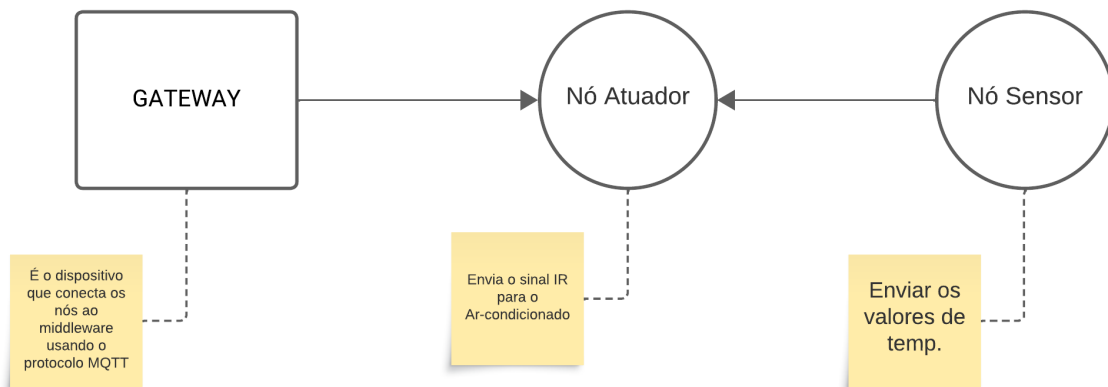 GATEWAY
Nó Atuador
Nó Sensor
É o dispositivo
que conecta os
nós ao
middleware
usando o
protocolo MQTT
Envia o sinal IR
para o
Ar-condicionado
Enviar os
valores de
temp.